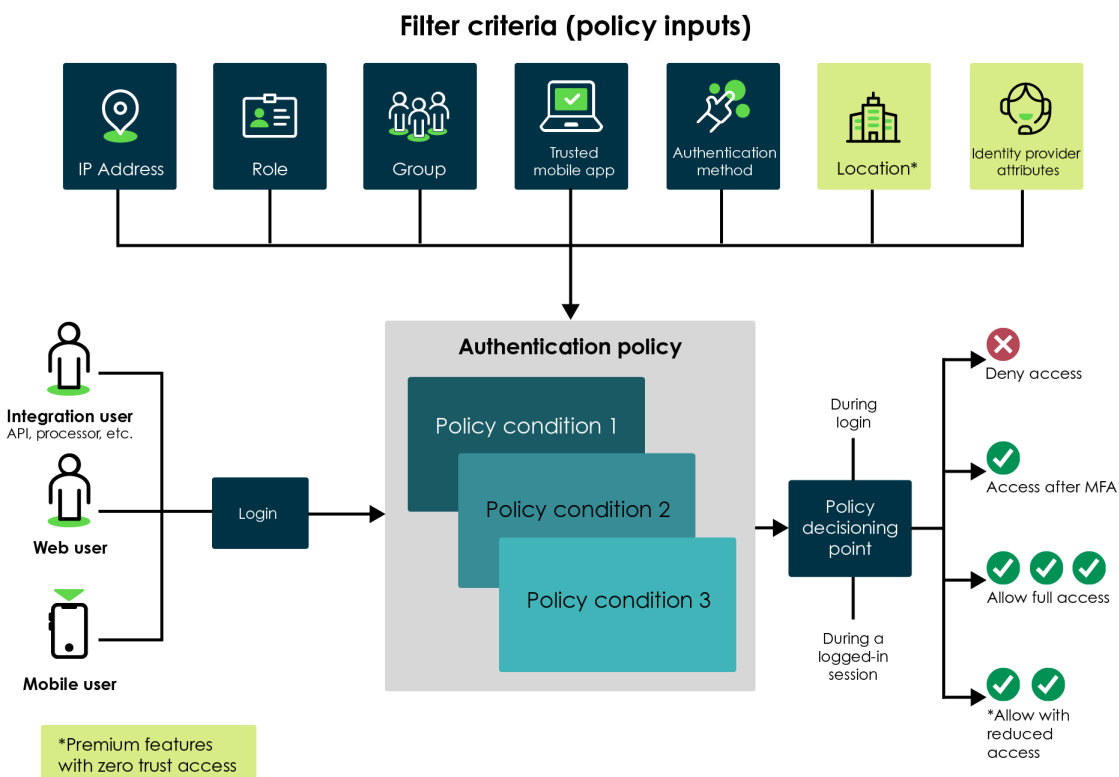 Filter criteria (policy inputs)
IP Address
Role
Group
Trusted
mobile app
Authentication
method
Location*
Identity provider
attributes
Integration user
API, processor, etc.
Web user
Mobile user
Login
Authentication policy
Policy condition 1
Policy condition 2
Policy condition 3
During
login
Policy
decisioning
point
During a
logged-in
session
Deny access
Access after MFA
Allow full access
*Allow with
reduced
access
*Premium features
with zero trust access